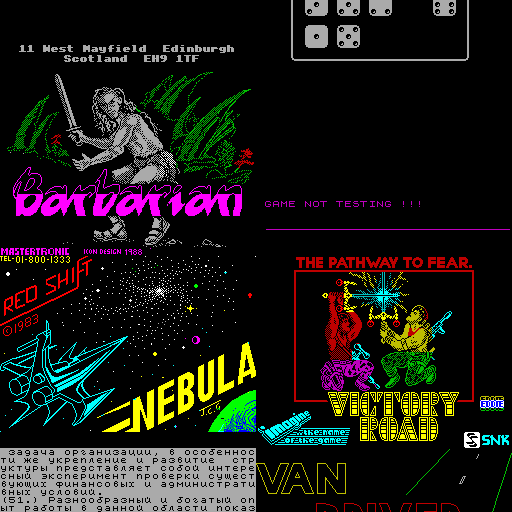 11 West Mayfield Edinburgh
Scotland EH9 1TF
Barbarian
GAME NOT TESTING !!!
MASTERTRONIC
ICON DESIGN 1986
TEL-01-800-1333
RED SHIFT
©1983
NEBULA
J.C.G
THE PATHWAY TO FEAR.
VICTORY
ROAD
imagine
...the name
of the game
EDDIE
SNK
VAN
DRIVER
Задача организации, в особеннос
ти же укрепление и развитие стр
уктуры представляет собой интере
сный эксперимент проверки сущест
вующих финансовых и администрати
вных условий.
(51.) Разнообразный и богатый оп
ыт работы в данной области показ